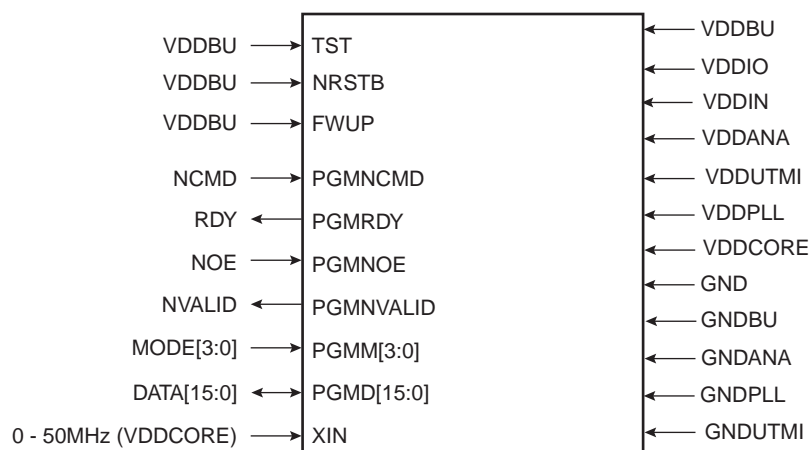 VDDBU TST VDDBU
VDDBU NRSTB VDDIO
VDDBU FWUP VDDIN
VDDANA
NCMD PGMNCMD VDDUTMI
RDY PGMRDY VDDPLL
NOE PGMNOE VDDCORE
GND
NVALID PGMNVALID GNDBU
MODE[3:0] PGMM[3:0] GNDANA
DATA[15:0] PGMD[15:0] GNDPLL
0 - 50MHz (VDDCORE) XIN GNDUTMI